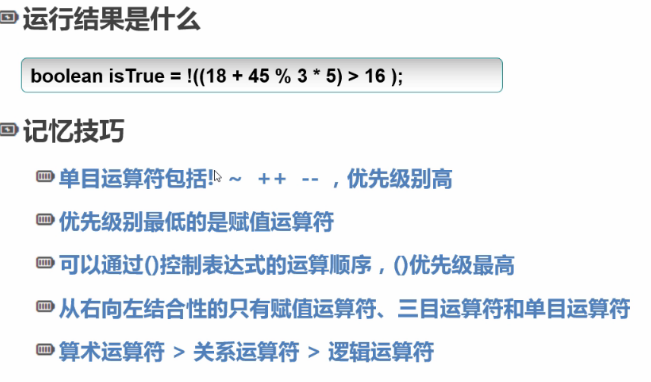 运行结果是什么
boolean isTrue = !((18 + 45 % 3 * 5) > 16 );
记忆技巧
单目运算符包括! ~ ++ -- ，优先级别高
优先级别最低的是赋值运算符
可以通过()控制表达式的运算顺序，()优先级最高
从右向左结合性的只有赋值运算符、三目运算符和单目运算符
算术运算符 > 关系运算符 > 逻辑运算符